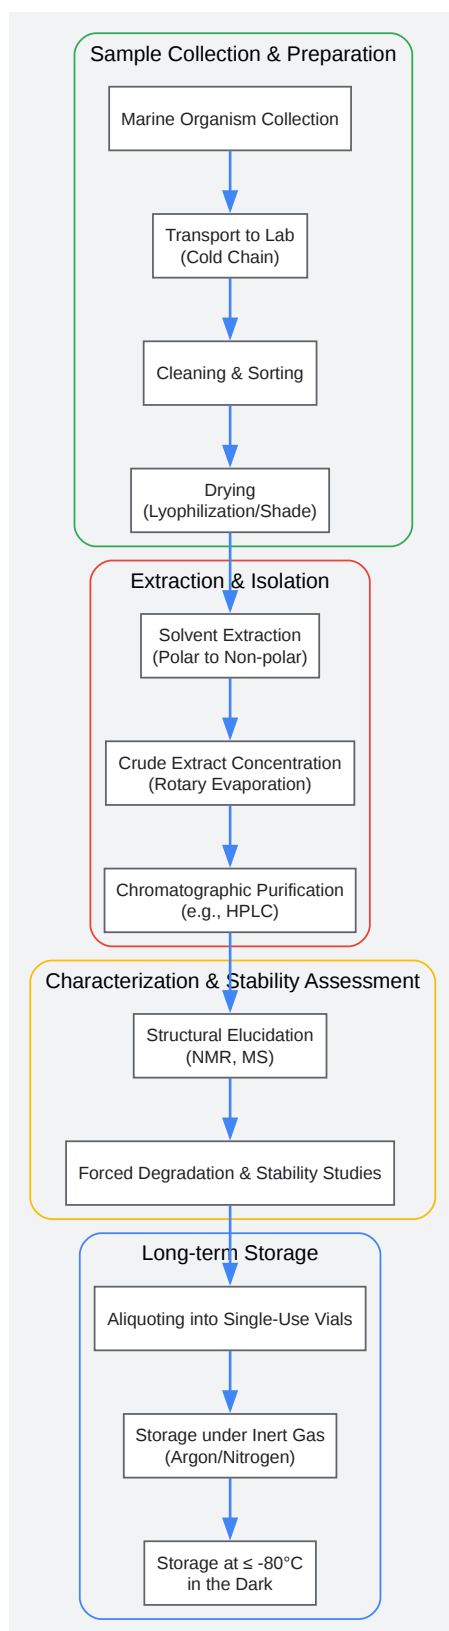 Sample Collection & Preparation
Marine Organism Collection
Transport to Lab
(Cold Chain)
Cleaning & Sorting
Drying
(Lyophilization/Shade)
Extraction & Isolation
Solvent Extraction
(Polar to Non-polar)
Crude Extract Concentration
(Rotary Evaporation)
Chromatographic Purification
(e.g., HPLC)
Characterization & Stability Assessment
Structural Elucidation
(NMR, MS)
Forced Degradation & Stability Studies
Long-term Storage
Aliquoting into Single-Use Vials
Storage under Inert Gas
(Argon/Nitrogen)
Storage at ≤ -80°C
in the Dark